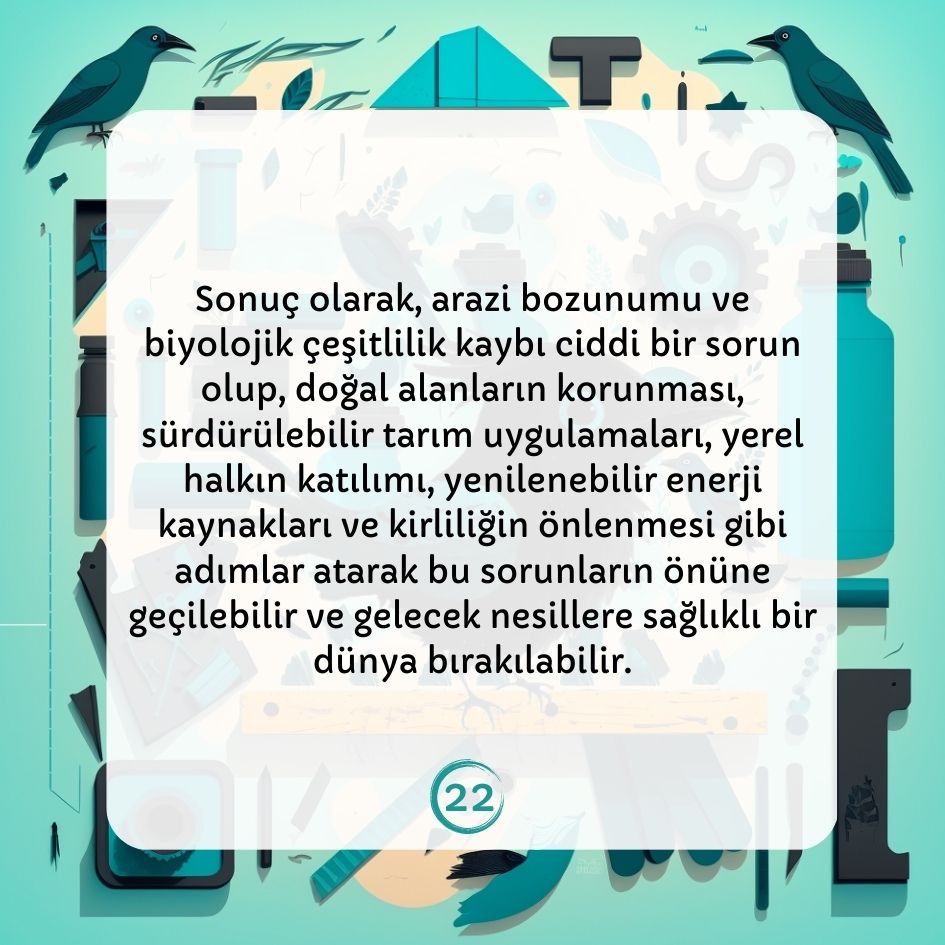 Sonuç olarak, arazi bozunumu ve
biyolojik çeşitlilik kaybı ciddi bir sorun
olup, doğal alanların korunması,
sürdürülebilir tarım uygulamaları, yerel
halkın katılımı, yenilenebilir enerji
kaynakları ve kirliliğin önlenmesi gibi
adımlar atarak bu sorunların önüne
geçilebilir ve gelecek nesillere sağlıklı bir
dünya bırakılabilir.
22